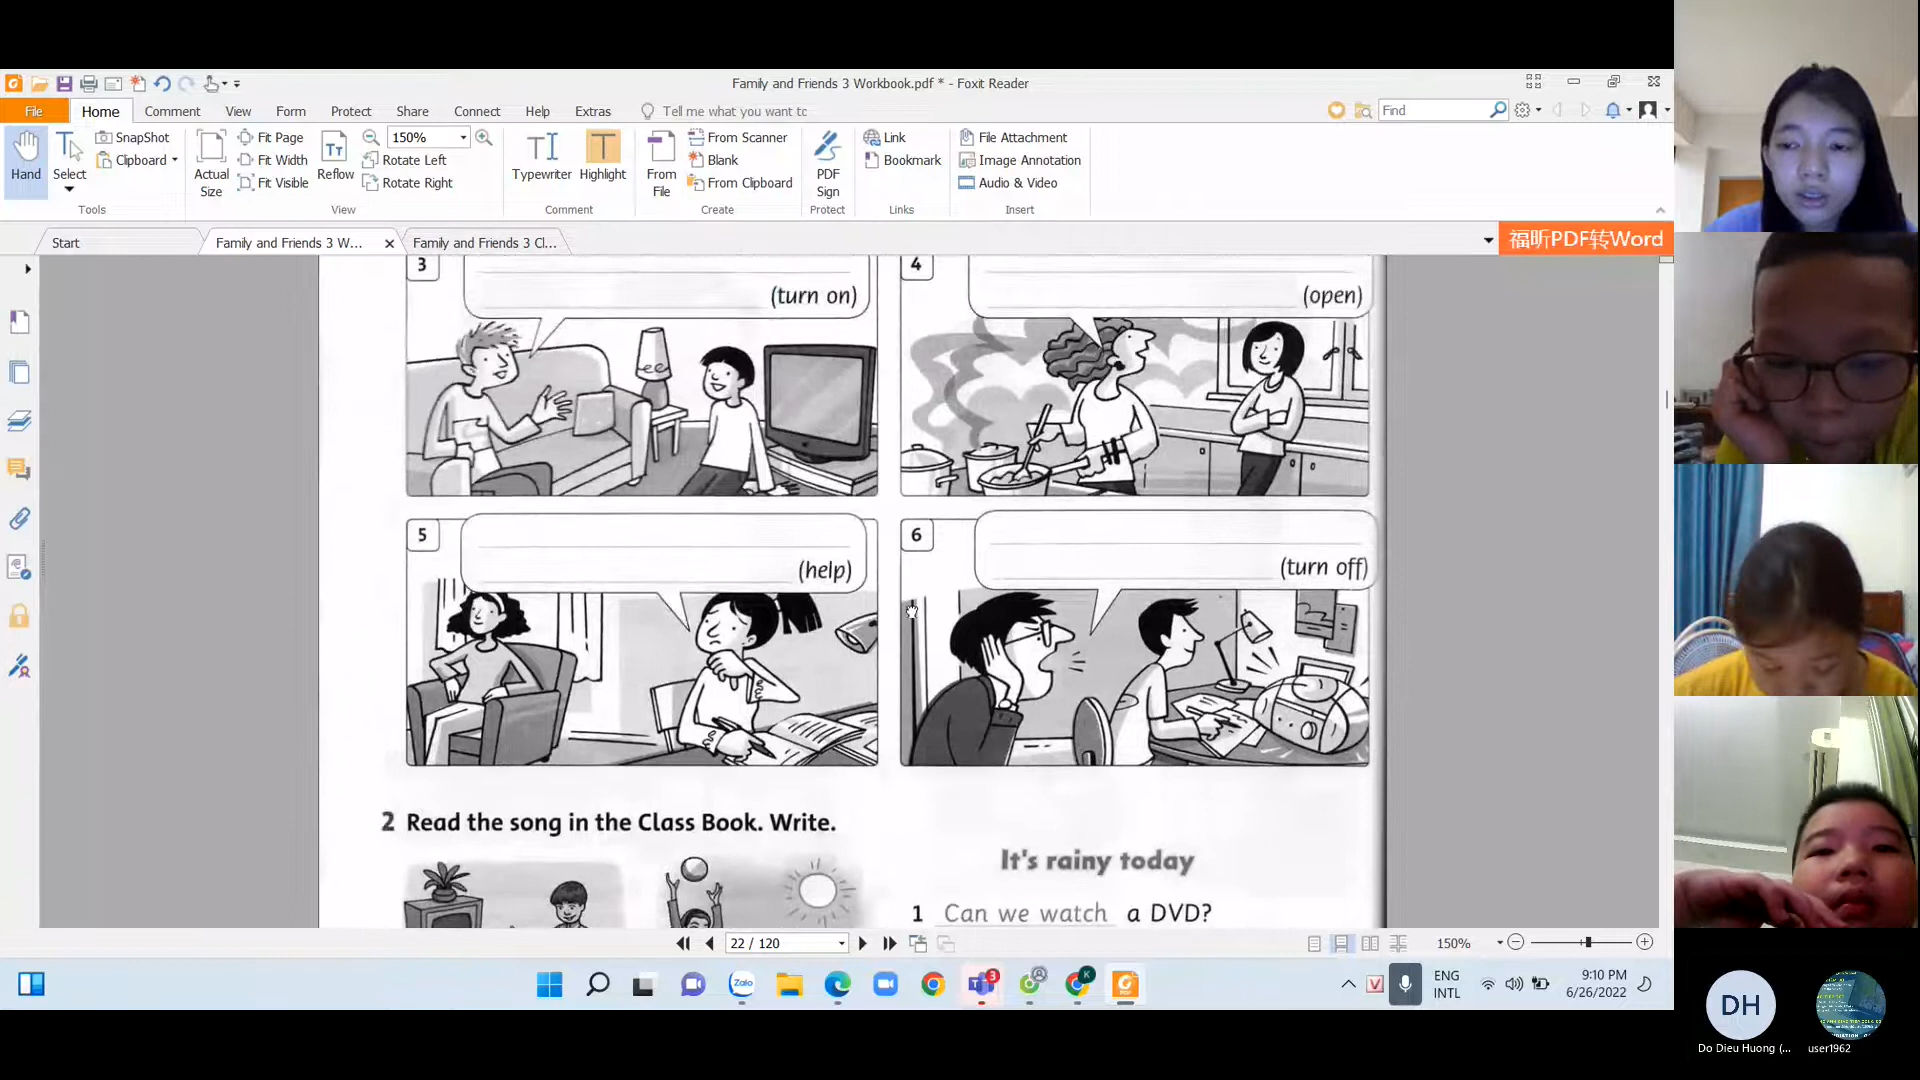 Family and Friends 3 Workbook.pdf * - Foxit Reader
File Home Comment View Form Protect Share Connect Help Extras Tell me what you want tc Find
Hand
Select
SnapShot
Clipboard
Actual Size
Fit Page
Fit Width
Fit Visible
Reflow
150%
Rotate Left
Rotate Right
Typewriter
Highlight
From File
From Scanner
Blank
From Clipboard
PDF Sign
Link
Bookmark
File Attachment
Image Annotation
Audio & Video
Tools View Comment Create Protect Links Insert
Start Family and Friends 3 W... Family and Friends 3 Cl...
福昕PDF转Word
3
(turn on)
4
(open)
5
(help)
6
(turn off)
2 Read the song in the Class Book. Write.
It's rainy today
1 Can we watch a DVD?
22 / 120
150%
Zalo
3
K
V
ENG
INTL
9:10 PM
6/26/2022
DH
Do Dieu Huong (...
user1962